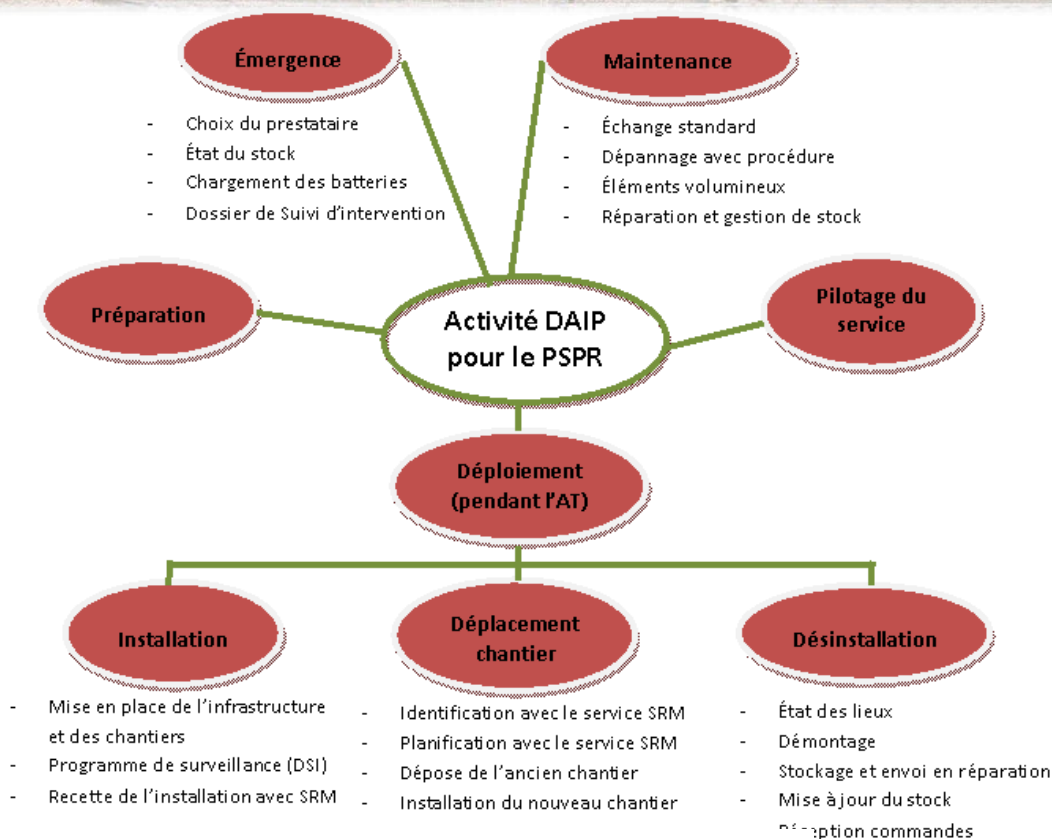 Émergence
- Choix du prestataire
- État du stock
- Chargement des batteries
- Dossier de Suivi d'intervention
Maintenance
- Échange standard
- Dépannage avec procédure
- Éléments volumineux
- Réparation et gestion de stock
Préparation
Activité DAIP
pour le PSPR
Pilotage du
service
Déploiement
(pendant l'AT)
Installation
- Mise en place de l'infrastructure
et des chantiers
- Programme de surveillance (DSI)
- Recette de l'installation avec SRM
Déplacement
chantier
- Identification avec le service SRM
- Planification avec le service SRM
- Dépose de l'ancien chantier
- Installation du nouveau chantier
Désinstallation
- État des lieux
- Démontage
- Stockage et envoi en réparation
- Mise à jour du stock
commandes